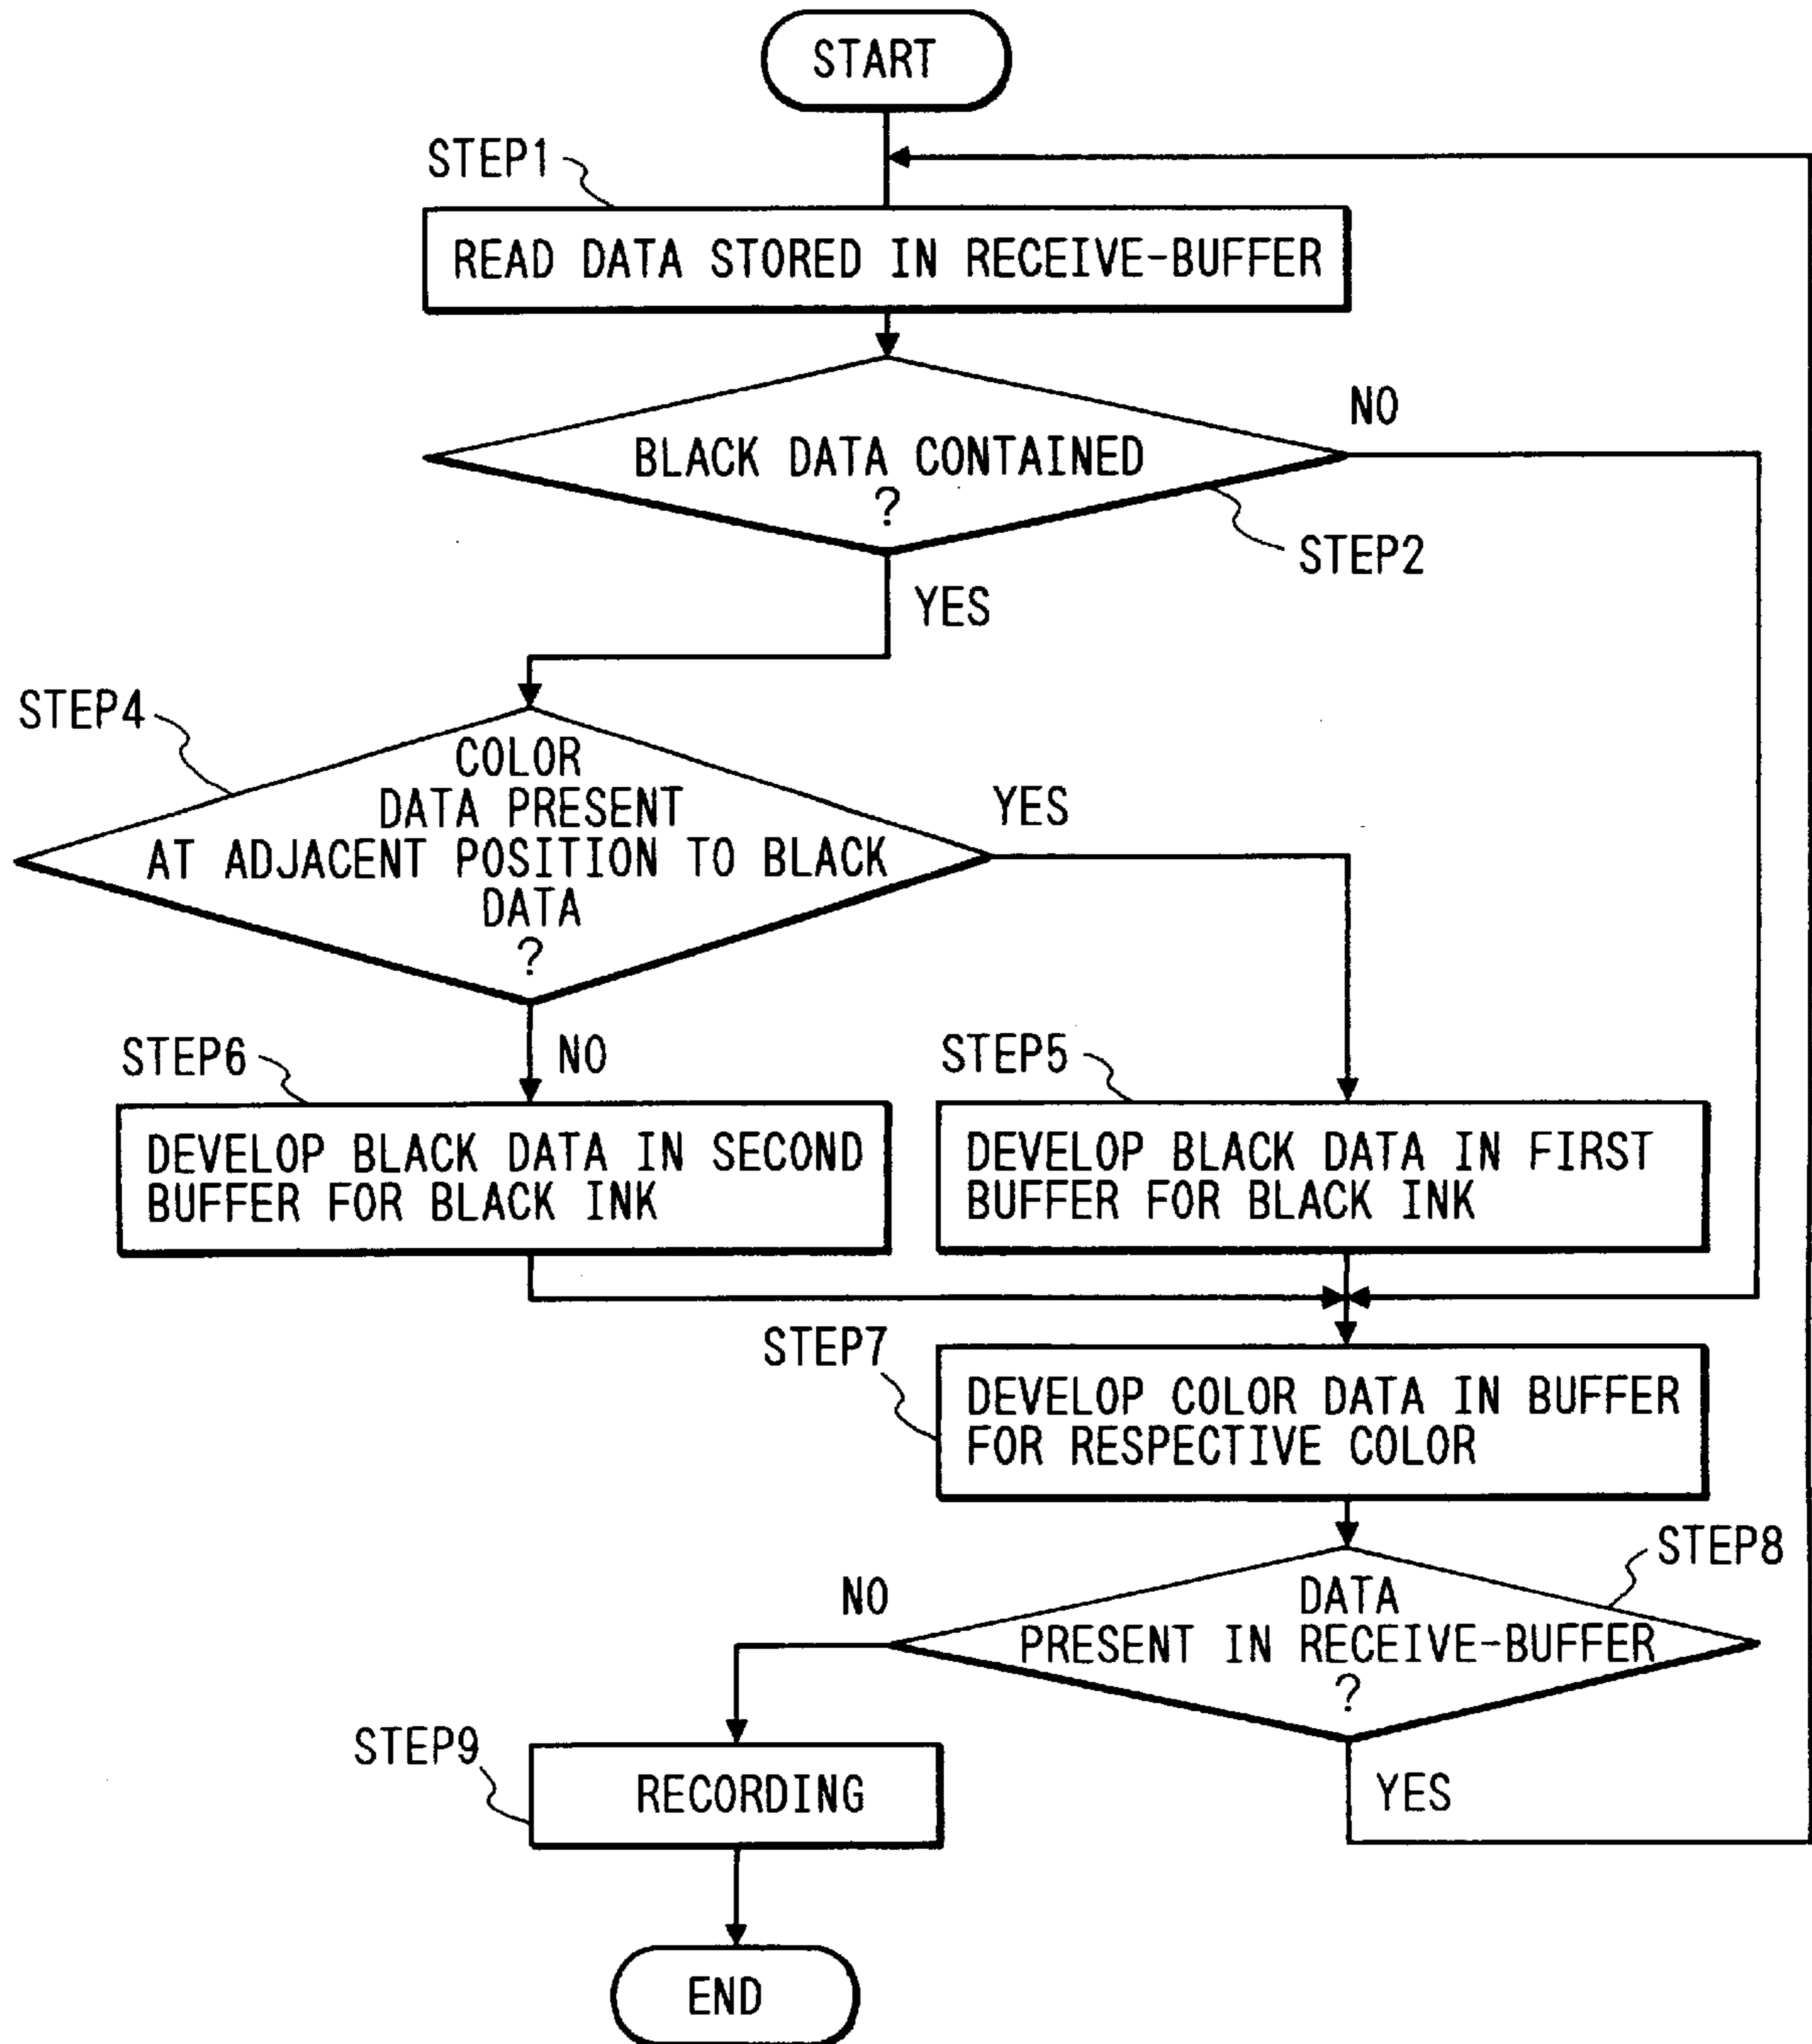 START
STEP1
READ DATA STORED IN RECEIVE-BUFFER
NO
BLACK DATA CONTAINED
?
STEP2
YES
STEP4
COLOR
DATA PRESENT
AT ADJACENT POSITION TO BLACK
DATA
?
YES
NO
STEP6
STEP5
DEVELOP BLACK DATA IN SECOND
BUFFER FOR BLACK INK
DEVELOP BLACK DATA IN FIRST
BUFFER FOR BLACK INK
STEP7
DEVELOP COLOR DATA IN BUFFER
FOR RESPECTIVE COLOR
STEP8
NO
DATA
PRESENT IN RECEIVE-BUFFER
?
YES
STEP9
RECORDING
END